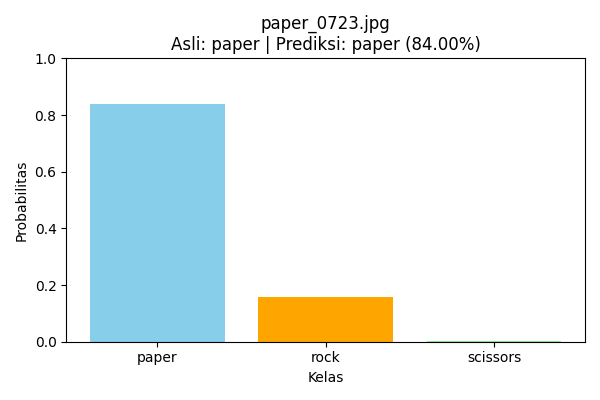 paper_0723.jpg
Asli: paper | Prediksi: paper (84.00%)
1.0
0.8
0.6
0.4
0.2
0.0
Probabilitas
paper rock scissors
Kelas